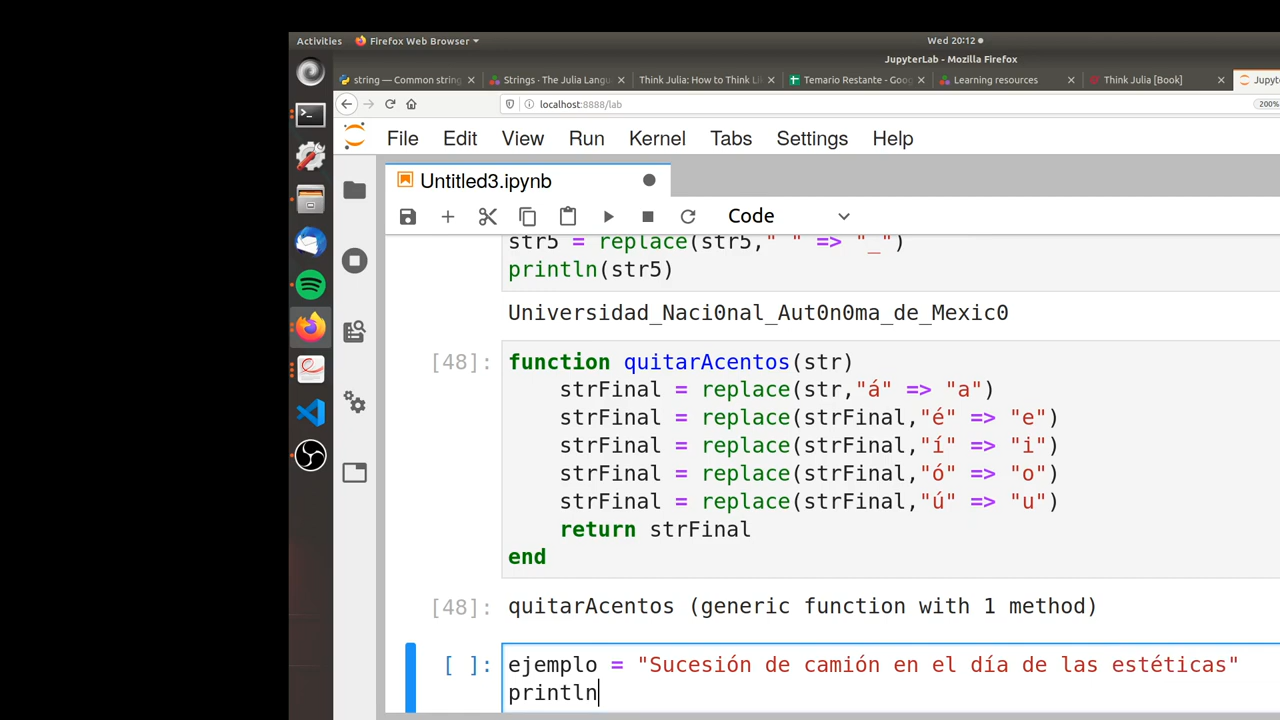 Activities Firefox Web Browser Wed 20:12
JupyterLab - Mozilla Firefox
string — Common string Strings · The Julia Langu Think Julia: How to Think Li Temario Restante - Goog Learning resources Think Julia [Book] Jupyte
localhost:8888/lab 200%
File Edit View Run Kernel Tabs Settings Help
Untitled3.ipynb
Code
str5 = replace(str5," " => "_")
println(str5)
Universidad_Naci0nal_Aut0n0ma_de_Mexic0
[48]: function quitarAcentos(str)
strFinal = replace(str,"á" => "a")
strFinal = replace(strFinal,"é" => "e")
strFinal = replace(strFinal,"í" => "i")
strFinal = replace(strFinal,"ó" => "o")
strFinal = replace(strFinal,"ú" => "u")
return strFinal
end
[48]: quitarAcentos (generic function with 1 method)
[ ]: ejemplo = "Sucesión de camión en el día de las estéticas"
println